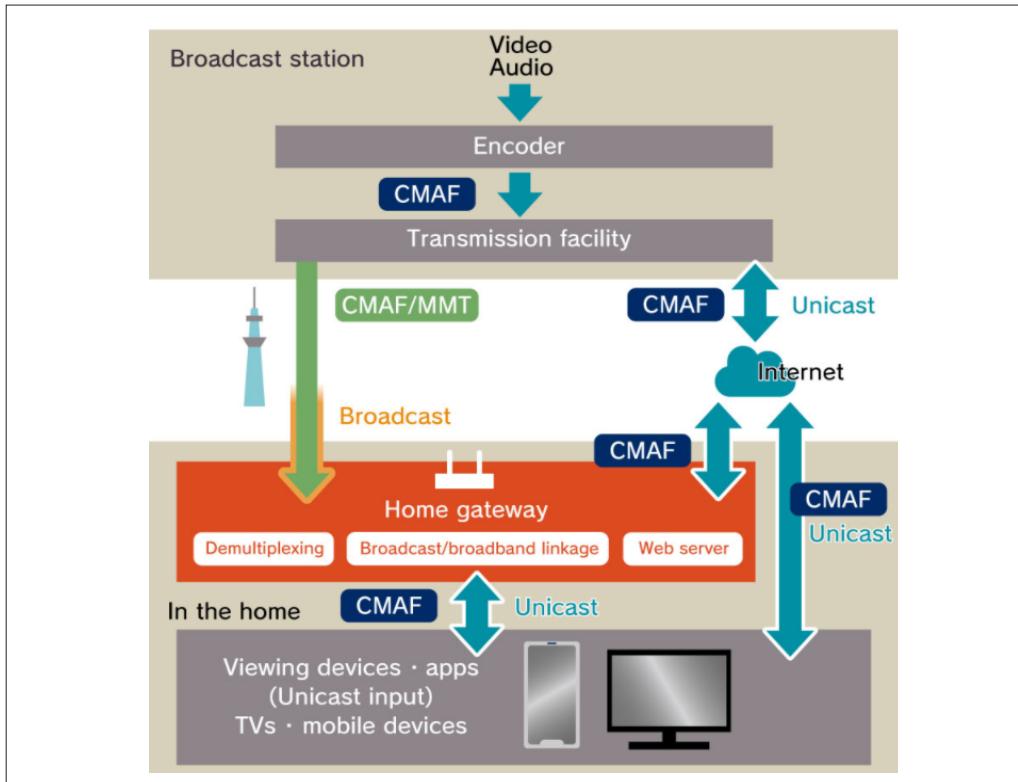 Broadcast station
Video
Audio
Encoder
CMAF
Transmission facility
CMAF/MMT
CMAF
Unicast
Internet
Broadcast
CMAF
Home gateway
CMAF
Unicast
Demultiplexing
Broadcast/broadband linkage
Web server
CMAF
Unicast
In the home
Viewing devices・apps
(Unicast input)
TVs・mobile devices